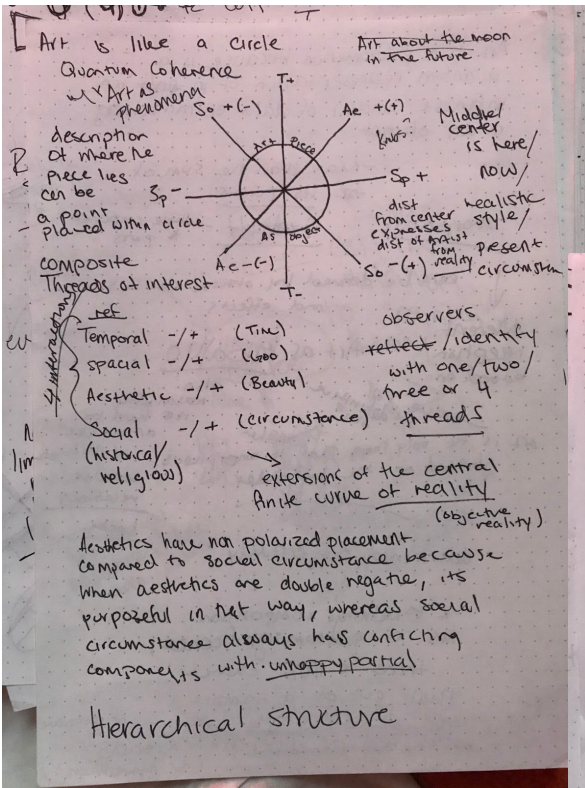 Art is like a circle
Quantum Coherence
Art as
phenomena
Art about the moon
in the future
T+
So +(-)
Ae +(+)
Art Piece
Sp -
Sp +
As object
Ae -(-)
So -(+)
T-
description
of where the
piece lies
can be
a point
placed within circle
Middle/
center
is here/
now/
realistic
style/
present
circumstan
dist
from center
expresses
dist of Artist
from
reality
composite
Threads of interest
4 interaction
ref
Temporal -/+ (Time)
spacial -/+
Aesthetic -/+ (Beauty)
Social -/+ (circumstance)
(historical/
religious)
observers
reflect /identify
with one/two/
three or 4
threads
extensions of the central
finite curve of reality
(objective
reality)
Aesthetics have non polarized placement
compared to social circumstance because
when aesthetics are double negatie, its
purposeful in that way, whereas social
circumstance always has conficting
components with unhappy partial
Hierarchical structure